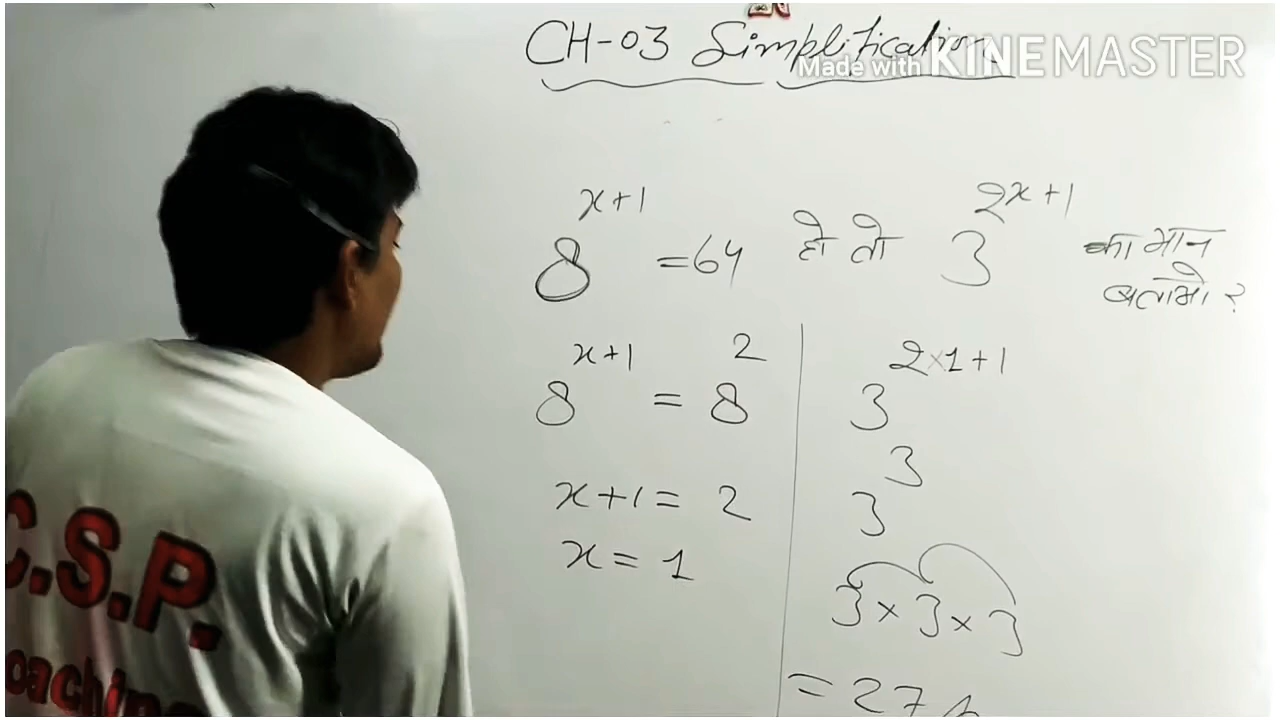 CH-03 Simplification
Made with KINEMASTER
8^{x+1} = 64 हो तो 3^{2x+1} का मान
बताओ ?
8^{x+1} = 8^2
x+1 = 2
x = 1
3^{2×1+1}
3^3
3×3×3
= 27
C.S.P.
oaching